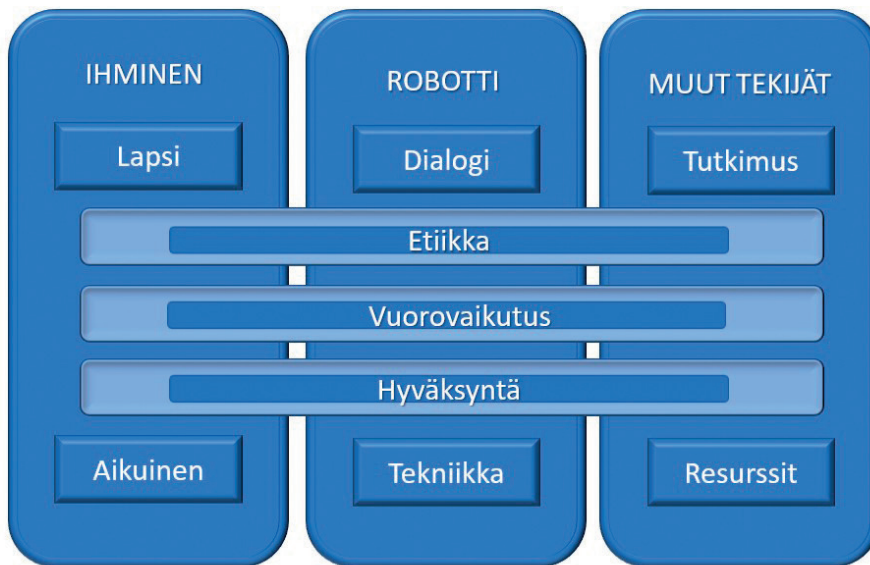 IHMINEN
ROBOTTI
MUUT TEKIJÄT
Lapsi
Dialogi
Tutkimus
Etiikka
Vuorovaikutus
Hyväksyntä
Aikuinen
Tekniikka
Resurssit